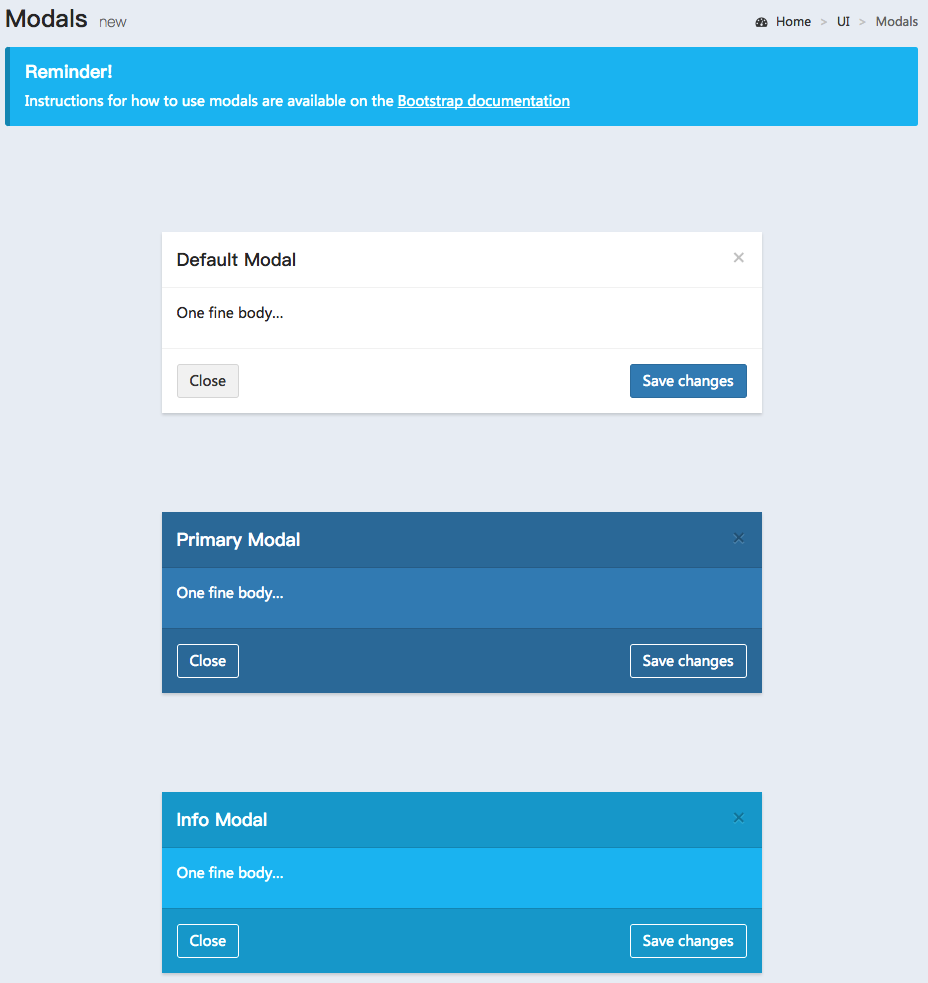 Modals new
Home > UI > Modals
Reminder!
Instructions for how to use modals are available on the Bootstrap documentation
Default Modal ×
One fine body...
Close Save changes
Primary Modal ×
One fine body...
Close Save changes
Info Modal ×
One fine body...
Close Save changes